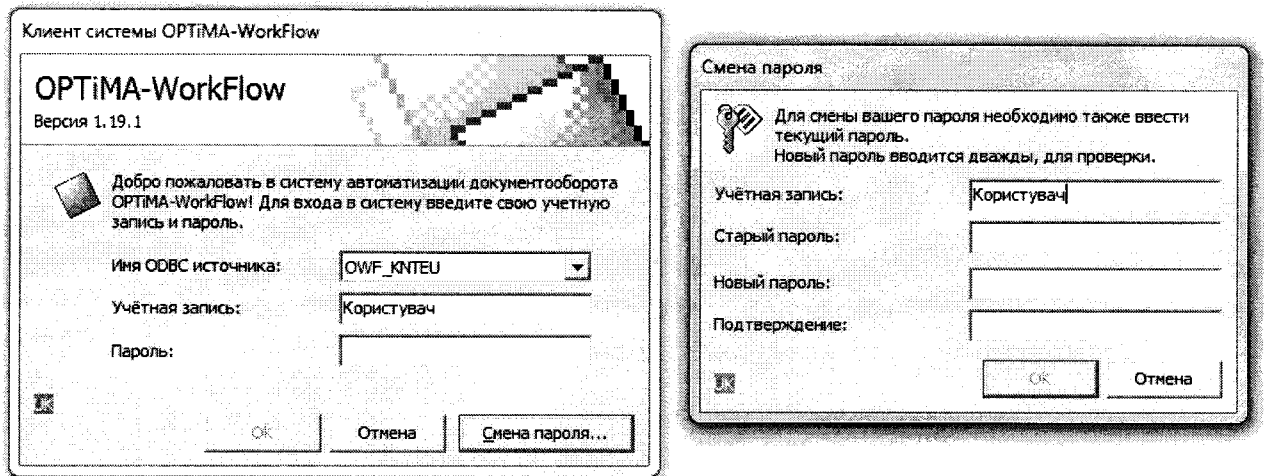 Клиент системы OPTiMA-WorkFlow
OPTiMA-WorkFlow
Версия 1.19.1
Добро пожаловать в систему автоматизации документооборота
OPTiMA-WorkFlow! Для входа в систему введите свою учетную
запись и пароль.
Имя ODBC источника:
OWF_KNTEU
Учётная запись:
Користувач
Пароль:
UK
OK
Отмена
Смена пароля...
Смена пароля
Для смены вашего пароля необходимо также ввести
текущий пароль.
Новый пароль вводится дважды, для проверки.
Учётная запись:
Користувач
Старый пароль:
Новый пароль:
Подтверждение:
UK
OK
Отмена